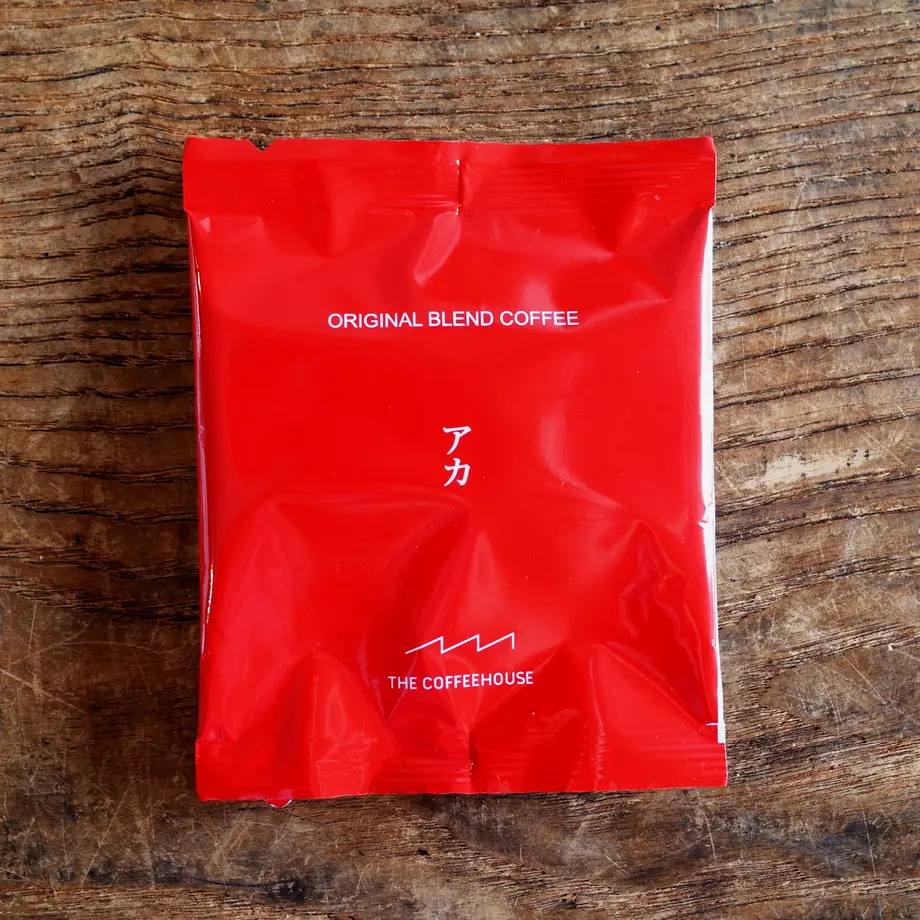 ORIGINAL BLEND COFFEE
アカ
THE COFFEEHOUSE